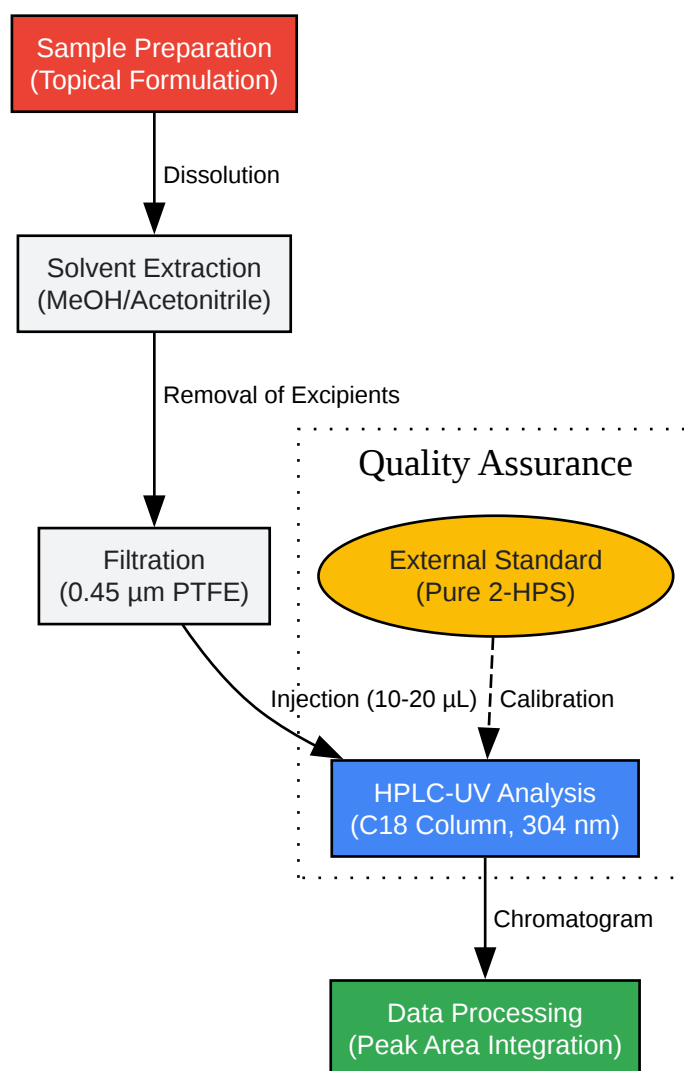 Sample Preparation
(Topical Formulation)
Dissolution
Solvent Extraction
(MeOH/Acetonitrile)
Removal of Excipients
Quality Assurance
Filtration
(0.45 µm PTFE)
External Standard
(Pure 2-HPS)
Injection (10-20 µL)
Calibration
HPLC-UV Analysis
(C18 Column, 304 nm)
Chromatogram
Data Processing
(Peak Area Integration)